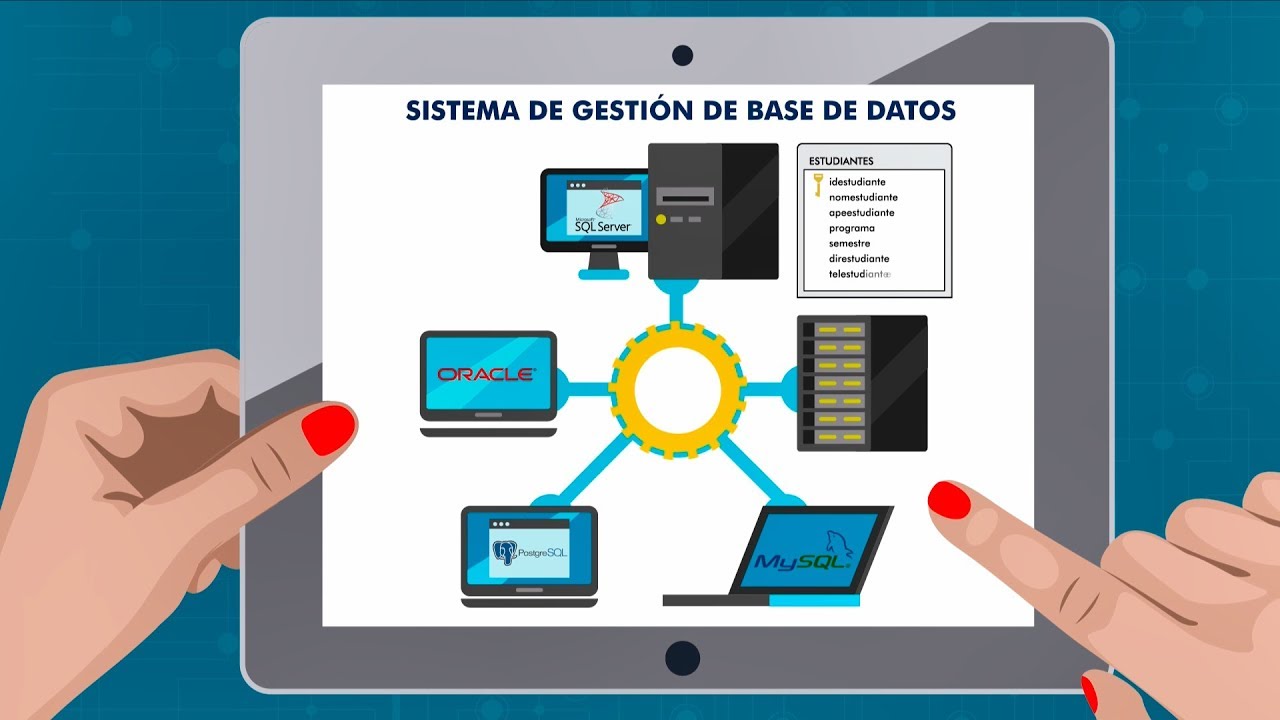 SISTEMA DE GESTIÓN DE BASE DE DATOS
Microsoft
SQL Server
ESTUDIANTES
idestudiante
nomestudiante
apeestudiante
programa
semestre
direstudiante
telestudiante
ORACLE
PostgreSQL
MySQL